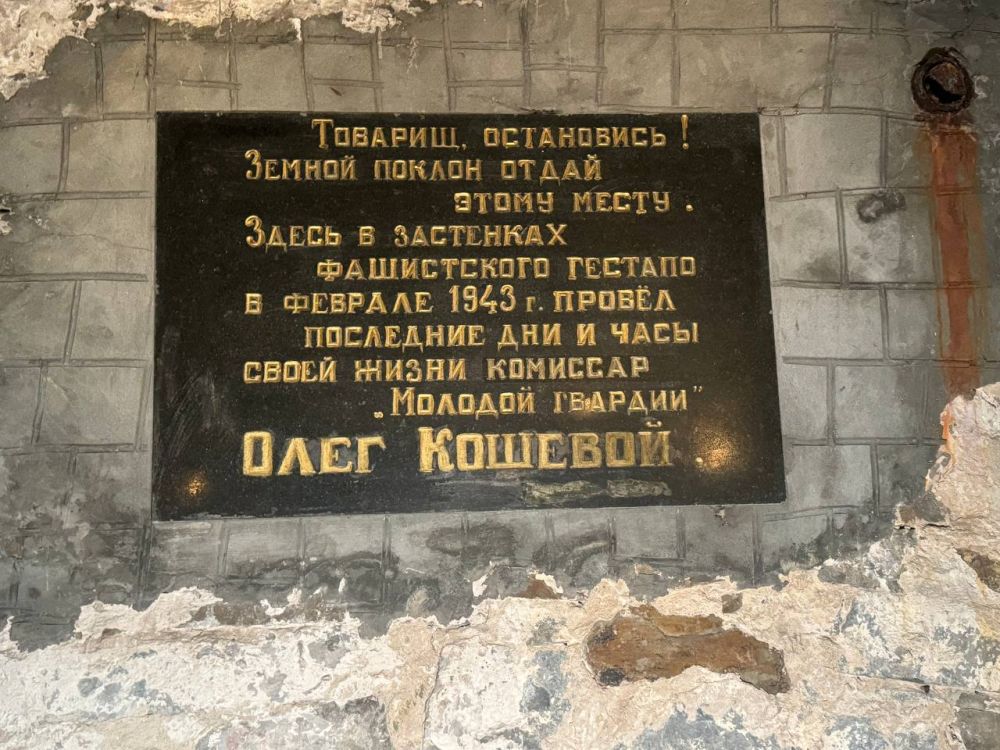 Товарищ, остановись!
Земной поклон отдай
этому месту.
Здесь в застенках
фашистского гестапо
в феврале 1943 г. провёл
последние дни и часы
своей жизни комиссар
„Молодой гвардии"
Олег Кошевой.